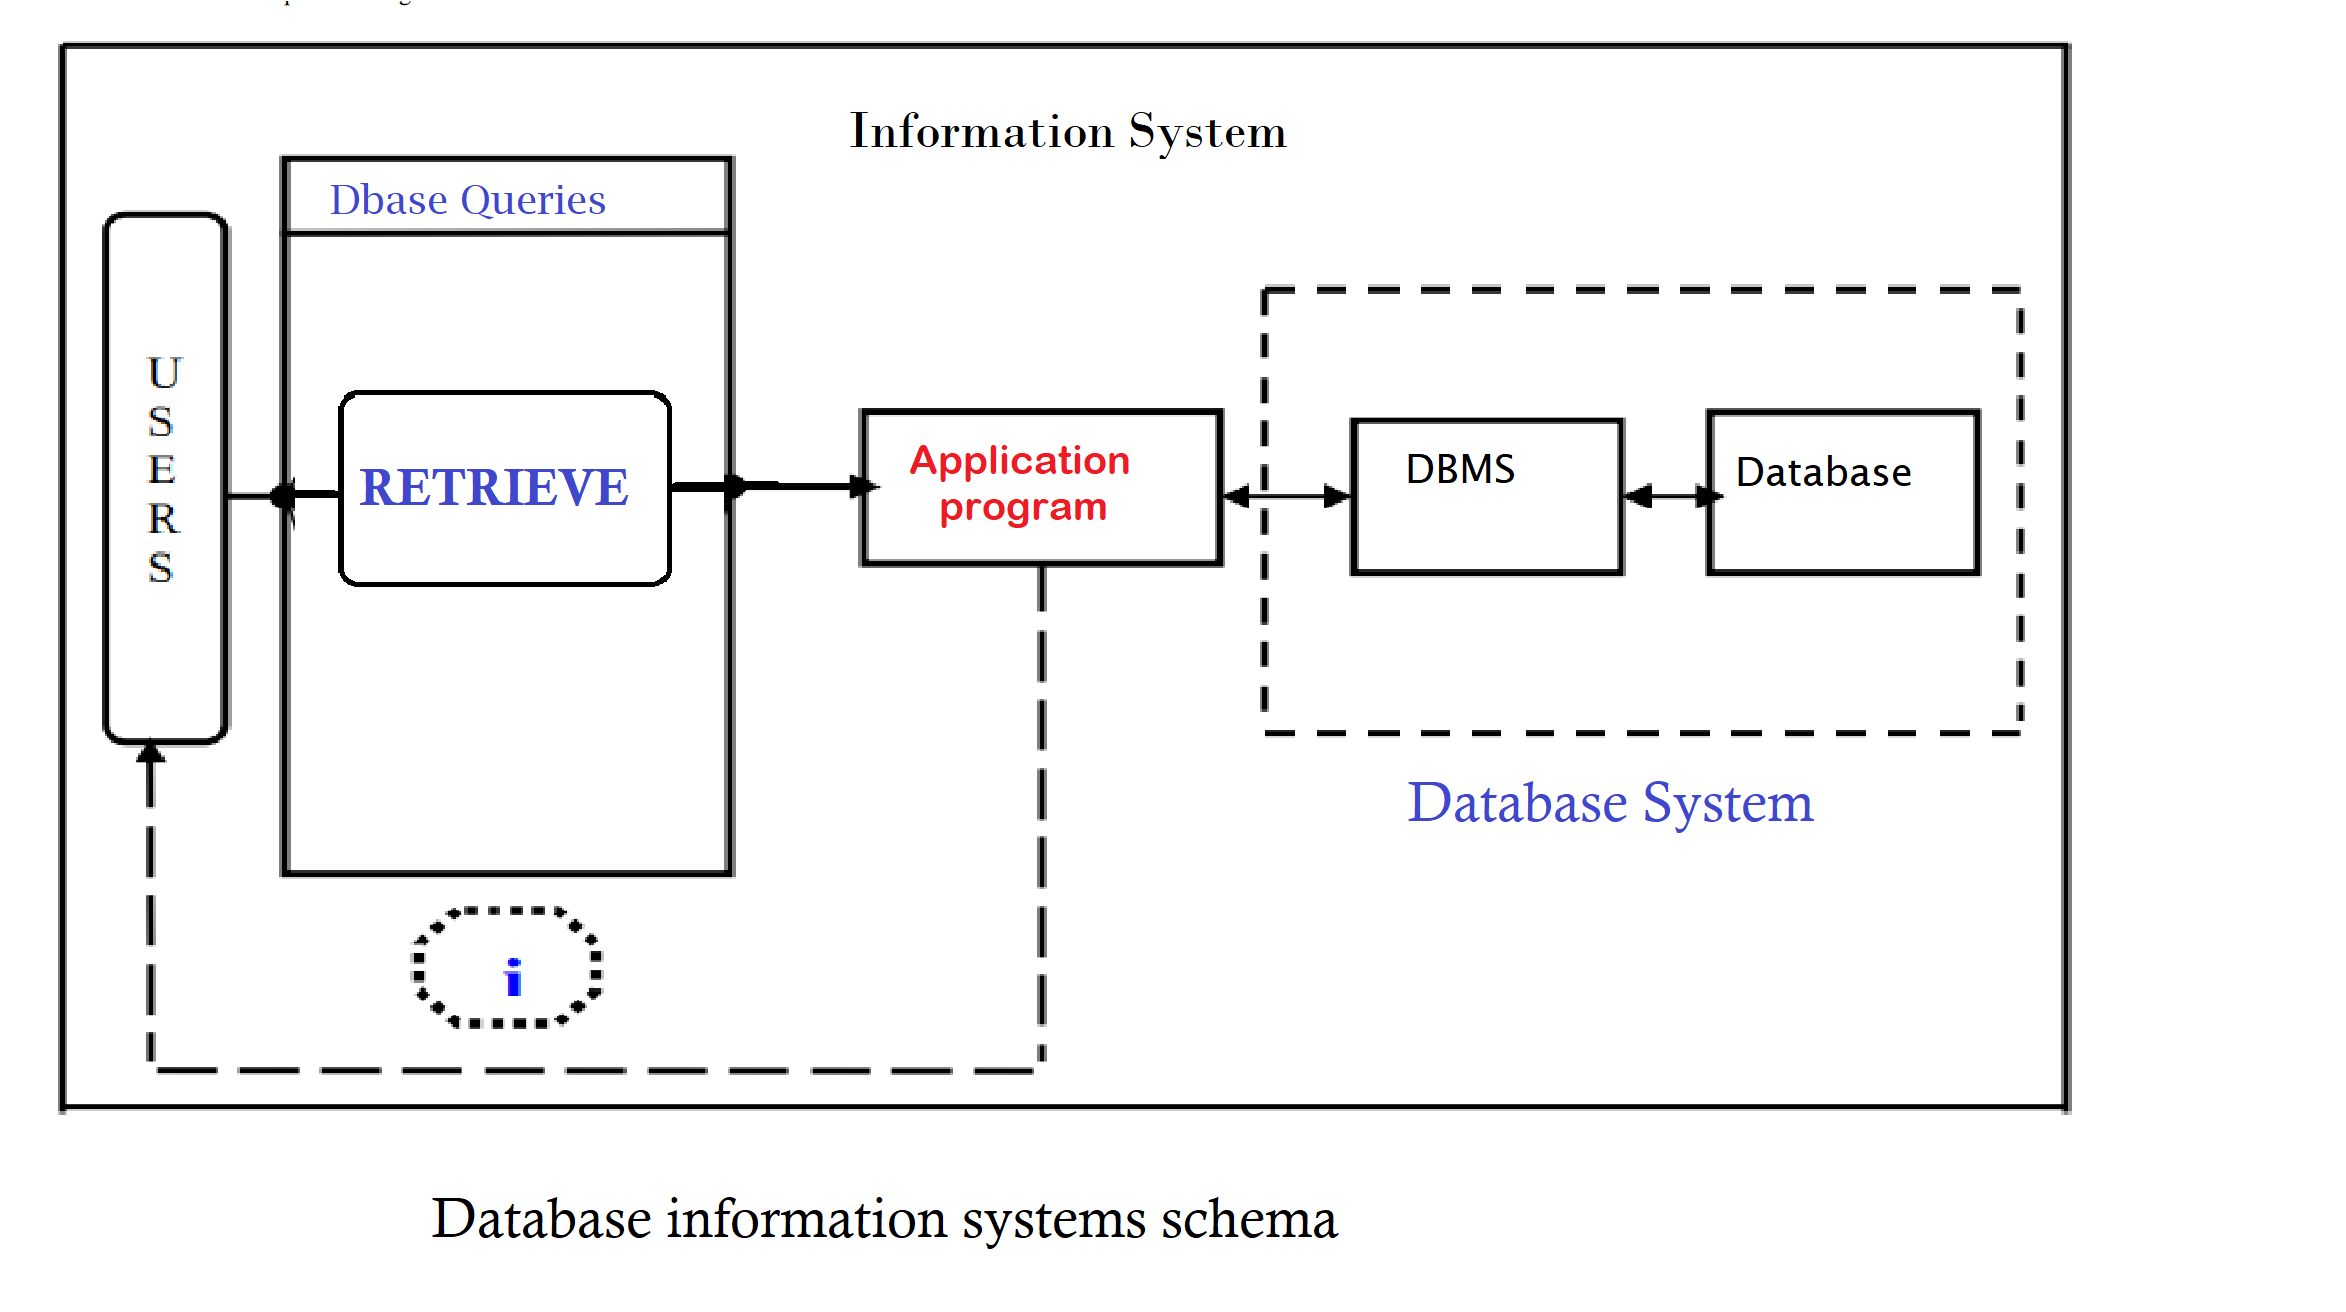 Information System
Dbase Queries
U
S
E
R
S
RETRIEVE
Application
program
DBMS
Database
Database System
i
Database information systems schema